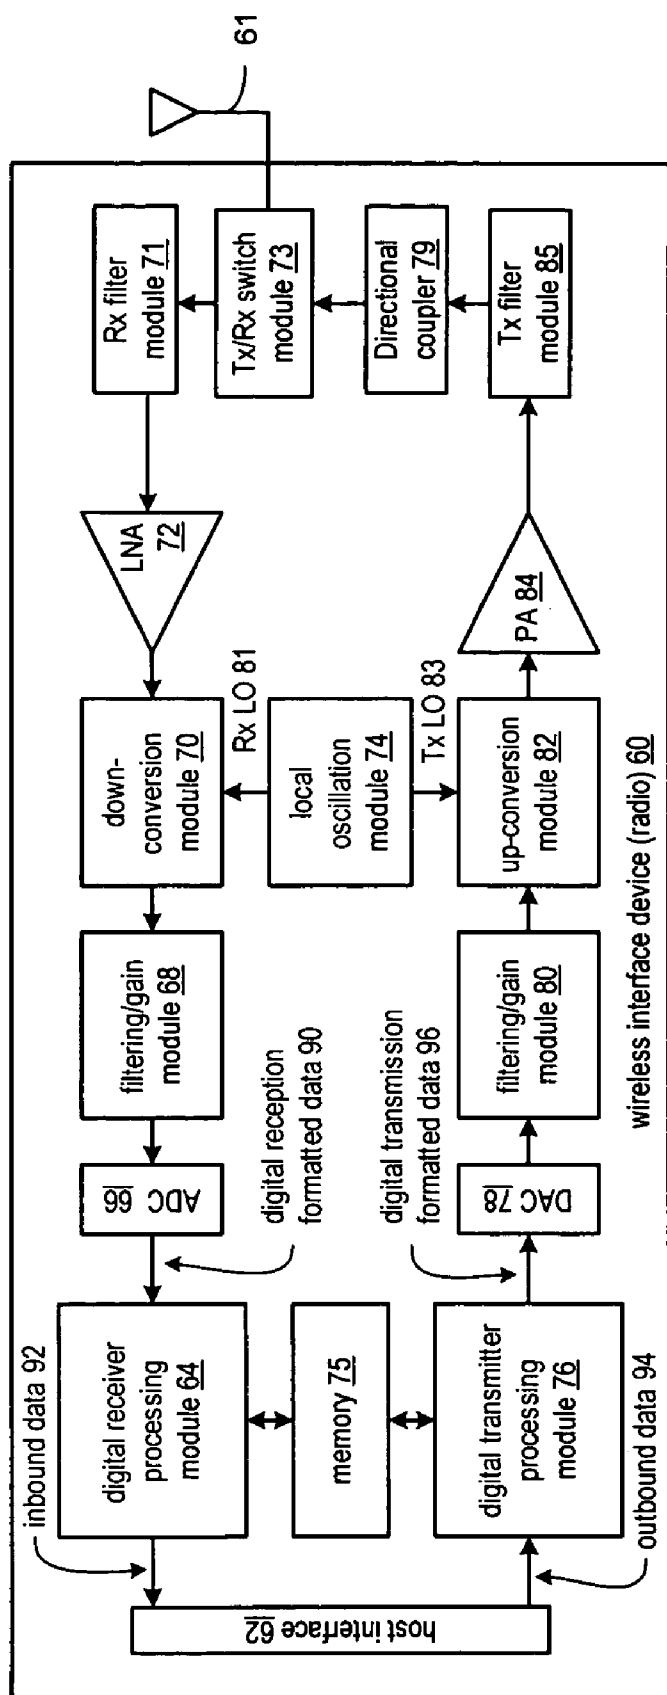 61
Rx filter
module 71
Tx/Rx switch
module 73
Directional
coupler 79
Tx filter
module 85
LNA
72
PA 84
down-
conversion
module 70
Rx LO 81
local
oscillation
module 74
Tx LO 83
up-conversion
module 82
filtering/gain
module 68
filtering/gain
module 80
wireless interface device (radio) 60
ADC 66
digital reception
formatted data 90
digital transmission
formatted data 96
DAC 78
inbound data 92
digital receiver
processing
module 64
memory 75
digital transmitter
processing
module 76
outbound data 94
host interface 62